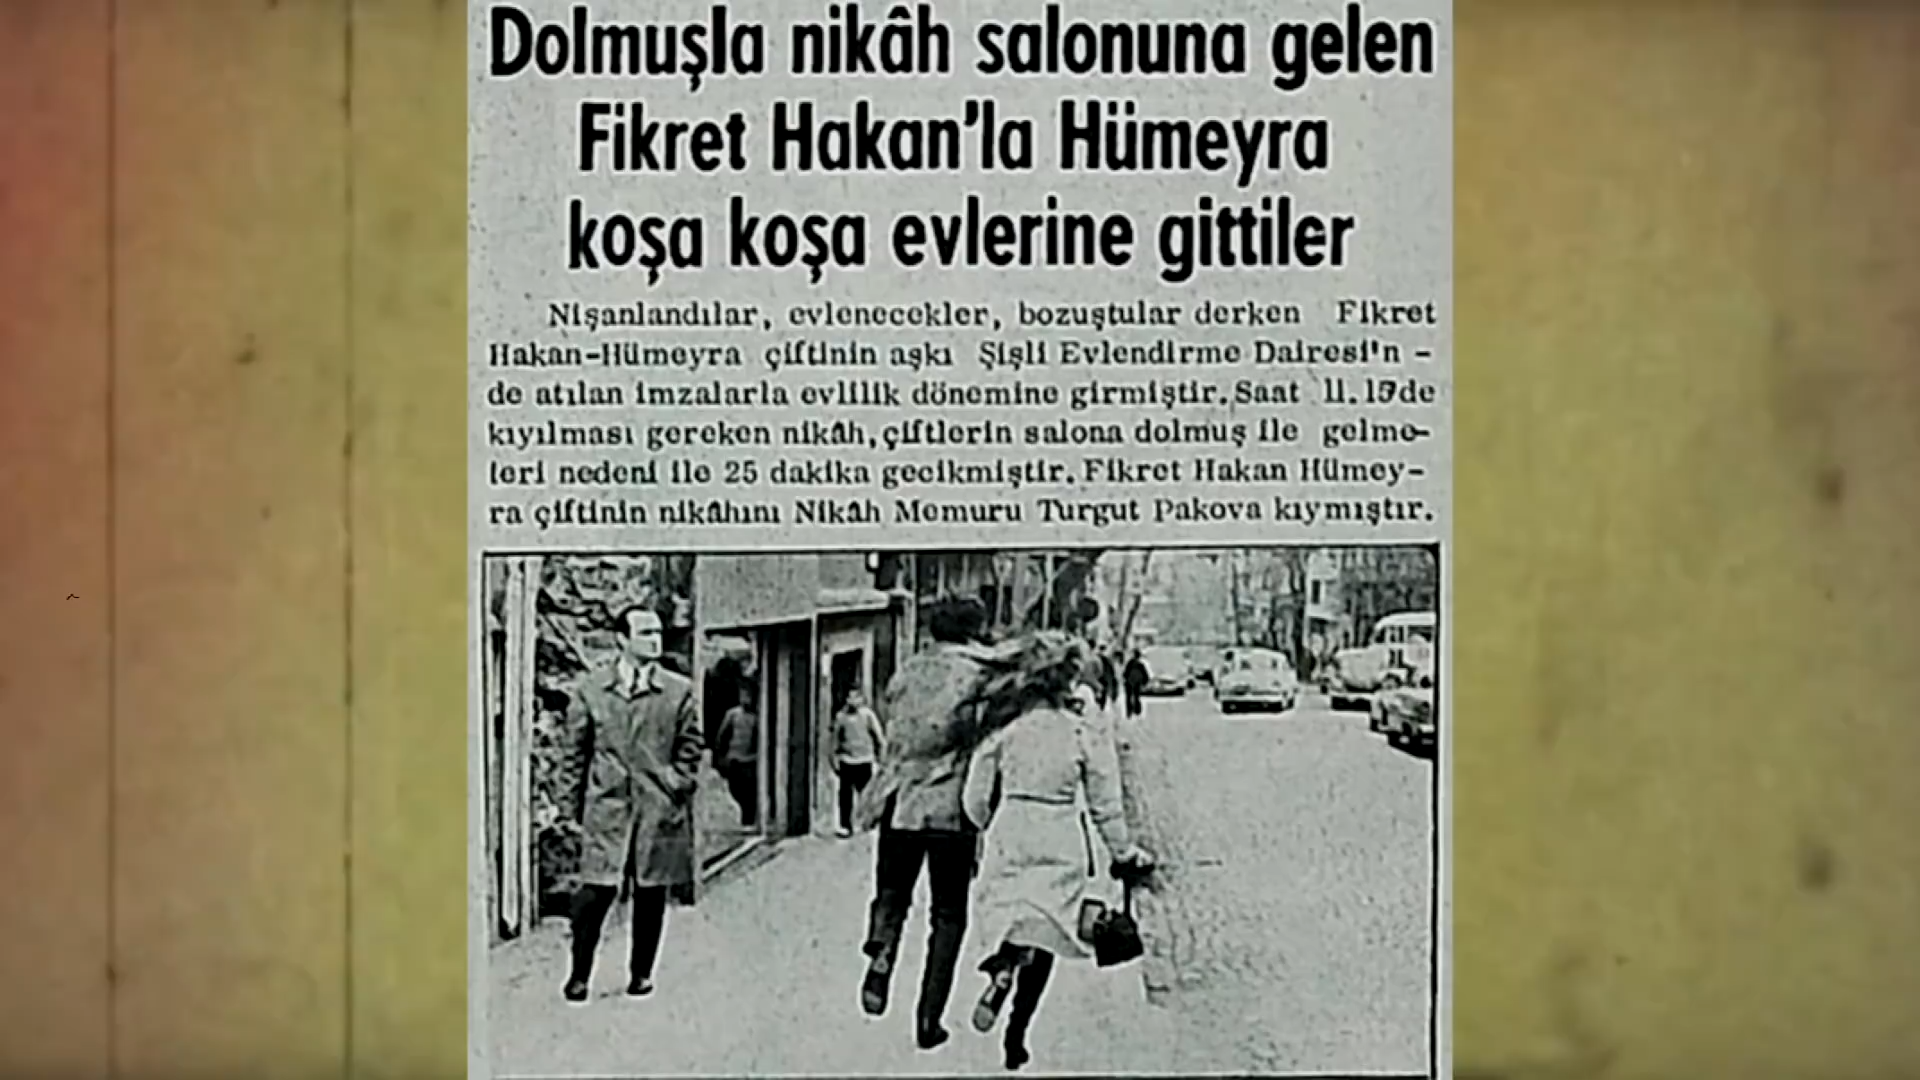 Dolmuşla nikâh salonuna gelen
Fikret Hakan'la Hümeyra
koşa koşa evlerine gittiler
Nişanlandılar, evlenecekler, bozuştular derken Fikret
Hakan-Hümeyra çiftinin aşkı Şişli Evlendirme Dairesi'n-
de atılan imzalarla evlilik dönemine girmiştir. Saat
kıyılması gereken nikâh, çiftlerin salona dolmuş ile gelme-
leri nedeni ile 25 dakika gecikmiştir. Fikret Hakan Hümey-
ra çiftinin nikâhını Nikâh Memuru Turgut Pakova kıymıştır.